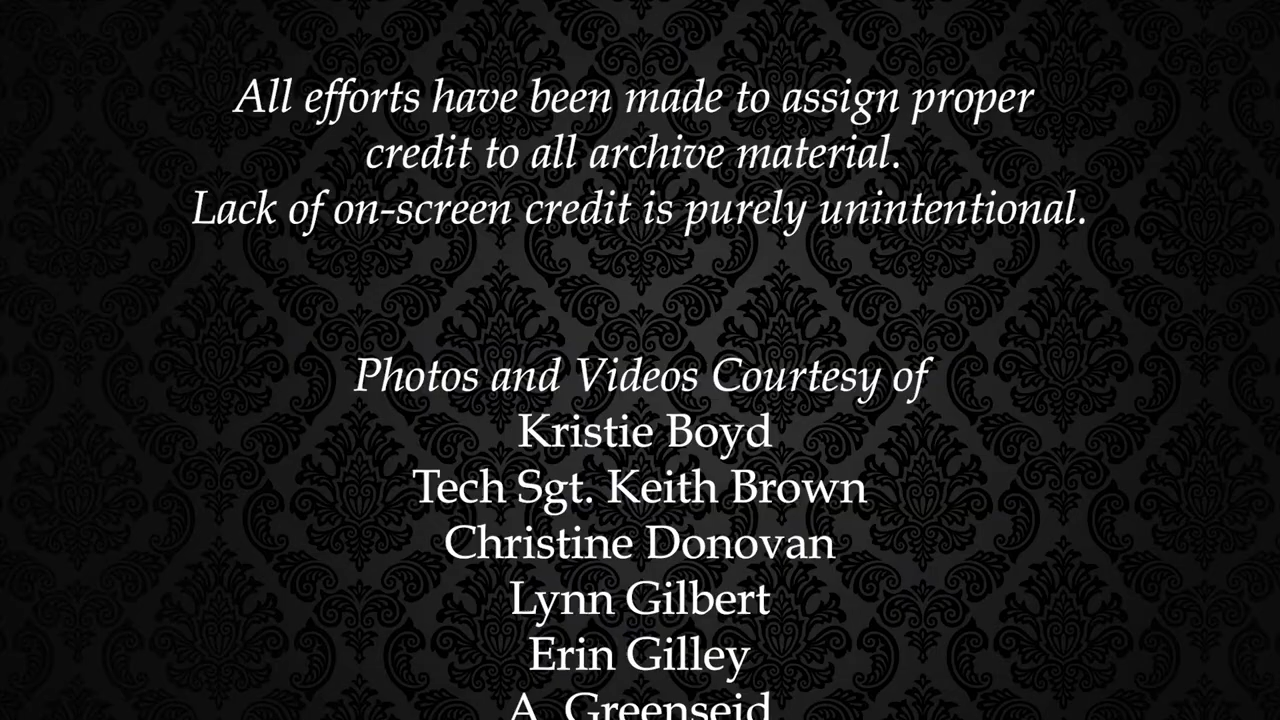 All efforts have been made to assign proper
credit to all archive material.
Lack of on-screen credit is purely unintentional.
Photos and Videos Courtesy of
Kristie Boyd
Tech Sgt. Keith Brown
Christine Donovan
Lynn Gilbert
Erin Gilley
A. Greenseid